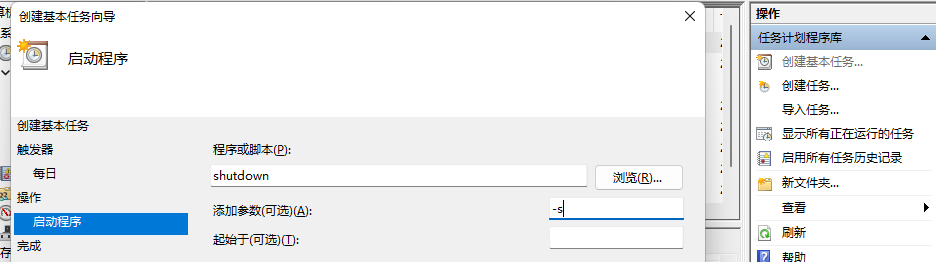 创建基本任务向导
启动程序
创建基本任务
触发器
每日
操作
启动程序
完成
程序或脚本(P):
shutdown
浏览(R)...
添加参数(可选)(A):
-s
起始于(可选)(T):
操作
任务计划程序库
创建基本任务...
创建任务...
导入任务...
显示所有正在运行的任务
启用所有任务历史记录
新文件夹...
查看
刷新
帮助